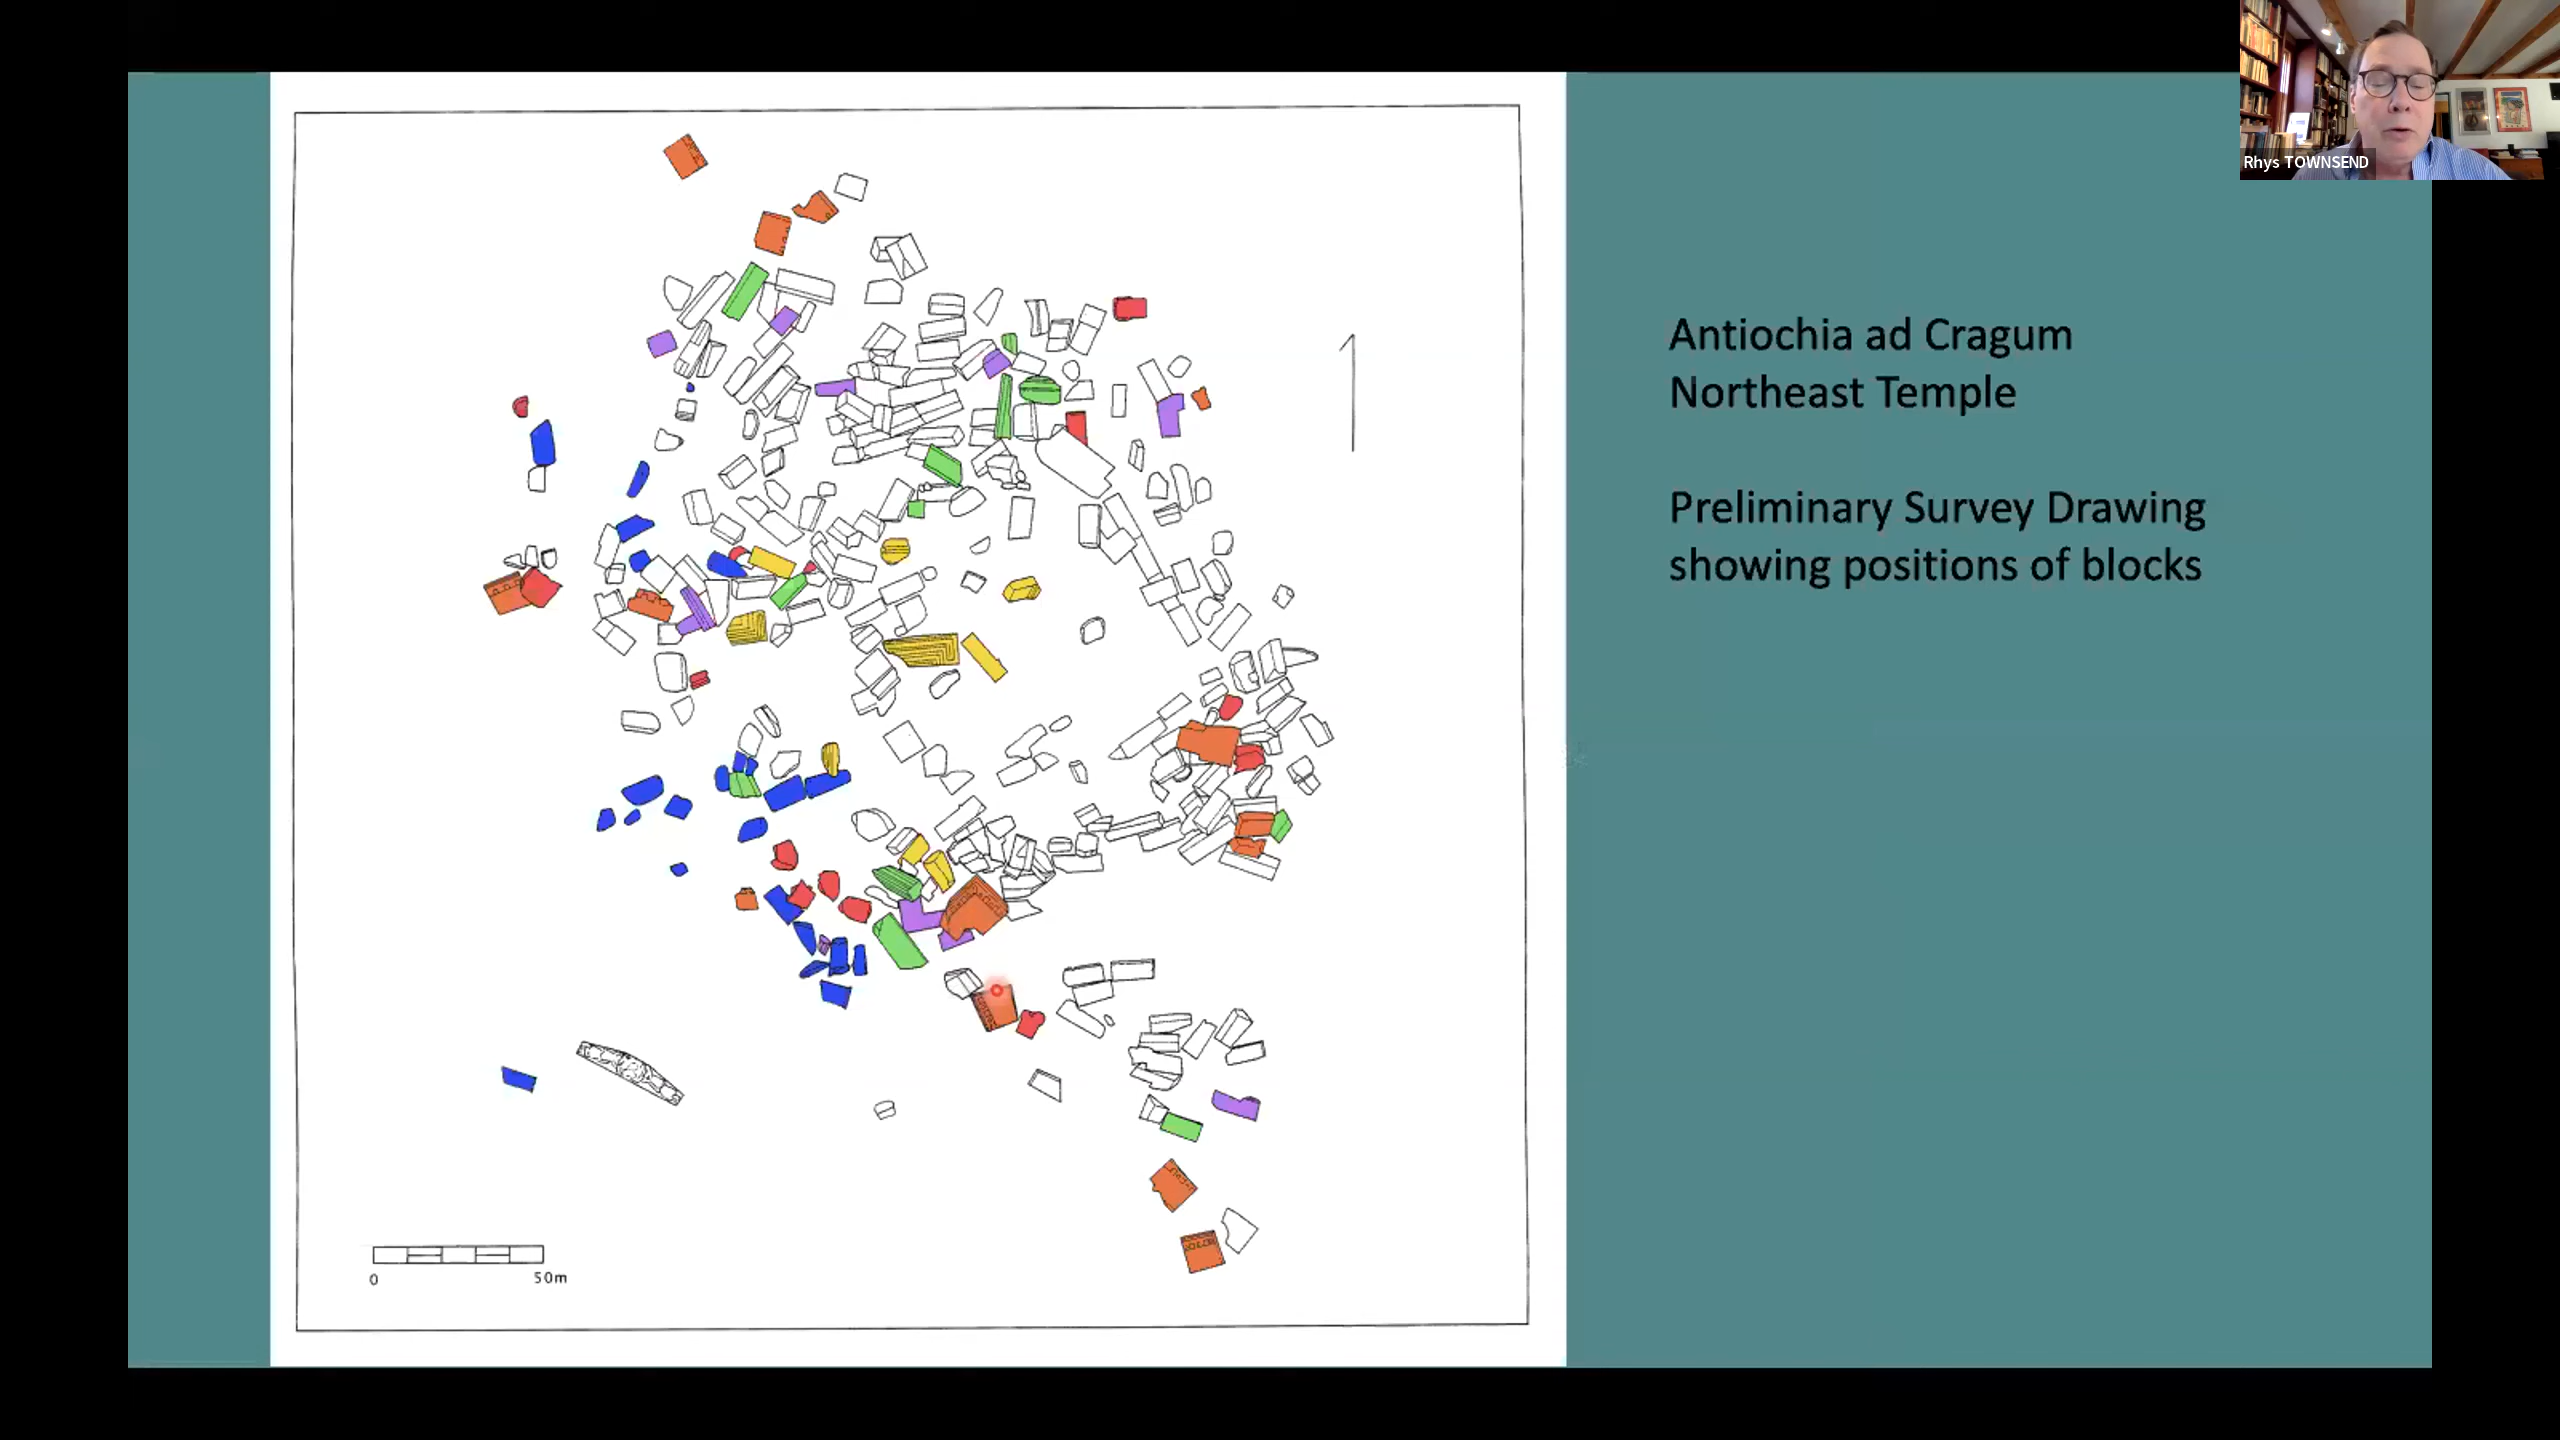 Rhys TOWNSEND
Antiochia ad Cragum
Northeast Temple
Preliminary Survey Drawing
showing positions of blocks
0
50m